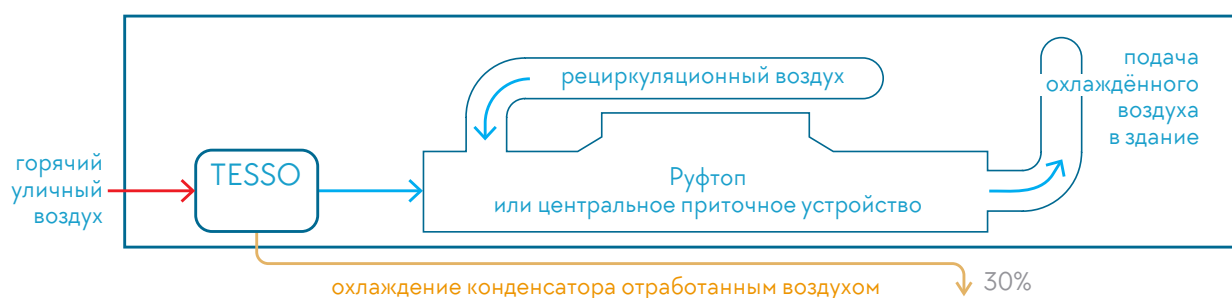 рециркуляционный воздух
подача
охлаждённого
воздуха
в здание
горячий
уличный
воздух
TESSO
Руфтоп
или центральное приточное устройство
охлаждение конденсатора отработанным воздухом
30%